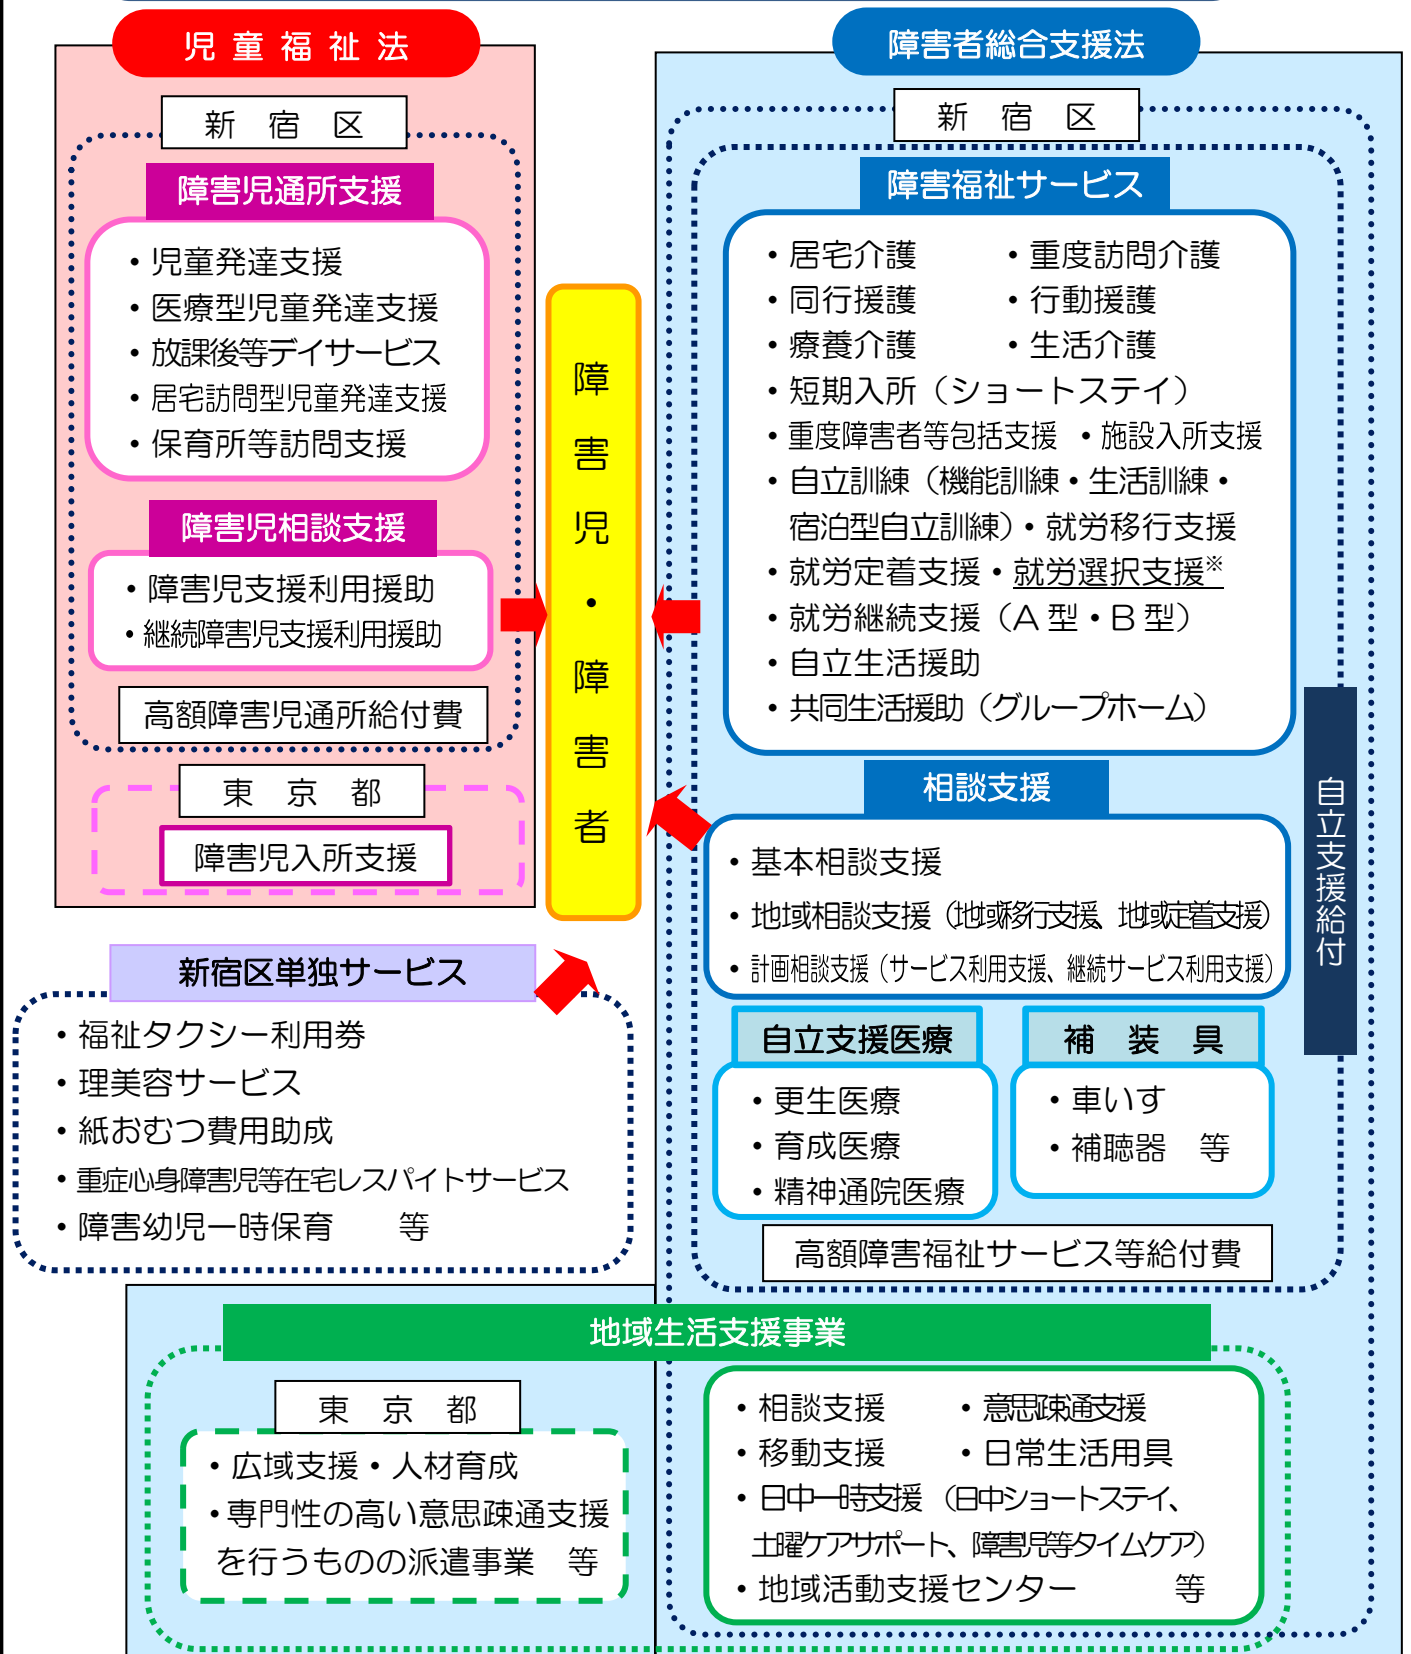 児童福祉法
新宿区
障害児通所支援
・児童発達支援
・医療型児童発達支援
・放課後等デイサービス
・居宅訪問型児童発達支援
・保育所等訪問支援
障害児相談支援
・障害児支援利用援助
・継続障害児支援利用援助
高額障害児通所給付費
東京都
障害児入所支援
障害児・障害者
障害者総合支援法
新宿区
障害福祉サービス
・居宅介護 ・重度訪問介護
・同行援護 ・行動援護
・療養介護 ・生活介護
・短期入所（ショートステイ）
・重度障害者等包括支援 ・施設入所支援
・自立訓練（機能訓練・生活訓練・
宿泊型自立訓練）・就労移行支援
・就労定着支援・就労選択支援※
・就労継続支援（A型・B型）
・自立生活援助
・共同生活援助（グループホーム）
相談支援
・基本相談支援
・地域相談支援（地域移行支援、地域定着支援）
・計画相談支援（サービス利用支援、継続サービス利用支援）
自立支援医療
・更生医療
・育成医療
・精神通院医療
補装具
・車いす
・補聴器 等
高額障害福祉サービス等給付費
自立支援給付
新宿区単独サービス
・福祉タクシー利用券
・理美容サービス
・紙おむつ費用助成
・重症心身障害児等在宅レスパイトサービス
・障害幼児一時保育 等
地域生活支援事業
東京都
・広域支援・人材育成
・専門性の高い意思疎通支援
を行うものの派遣事業 等
・相談支援 ・意思疎通支援
・移動支援 ・日常生活用具
・日中一時支援（日中ショートステイ、
土曜ケアサポート、障害児等タイムケア）
・地域活動支援センター 等